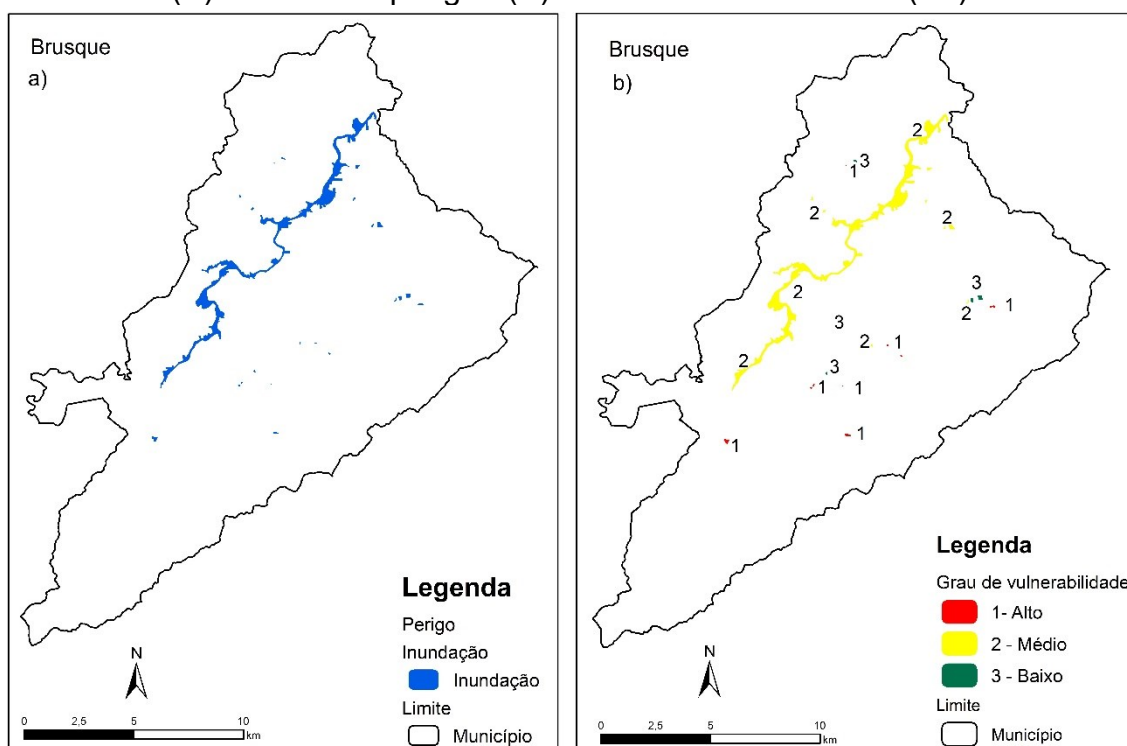 Brusque
a)
Legenda
Perigo
Inundação
Inundação
Limite
Município
N
0 2,5 5 10
km
Brusque
b)
2
3
1
2
2
2
3
2
1
3
2
1
2
3
1
1
1
1
Legenda
Grau de vulnerabilidade
1- Alto
2 - Médio
3 - Baixo
Limite
Município
N
0 2,5 5 10
km